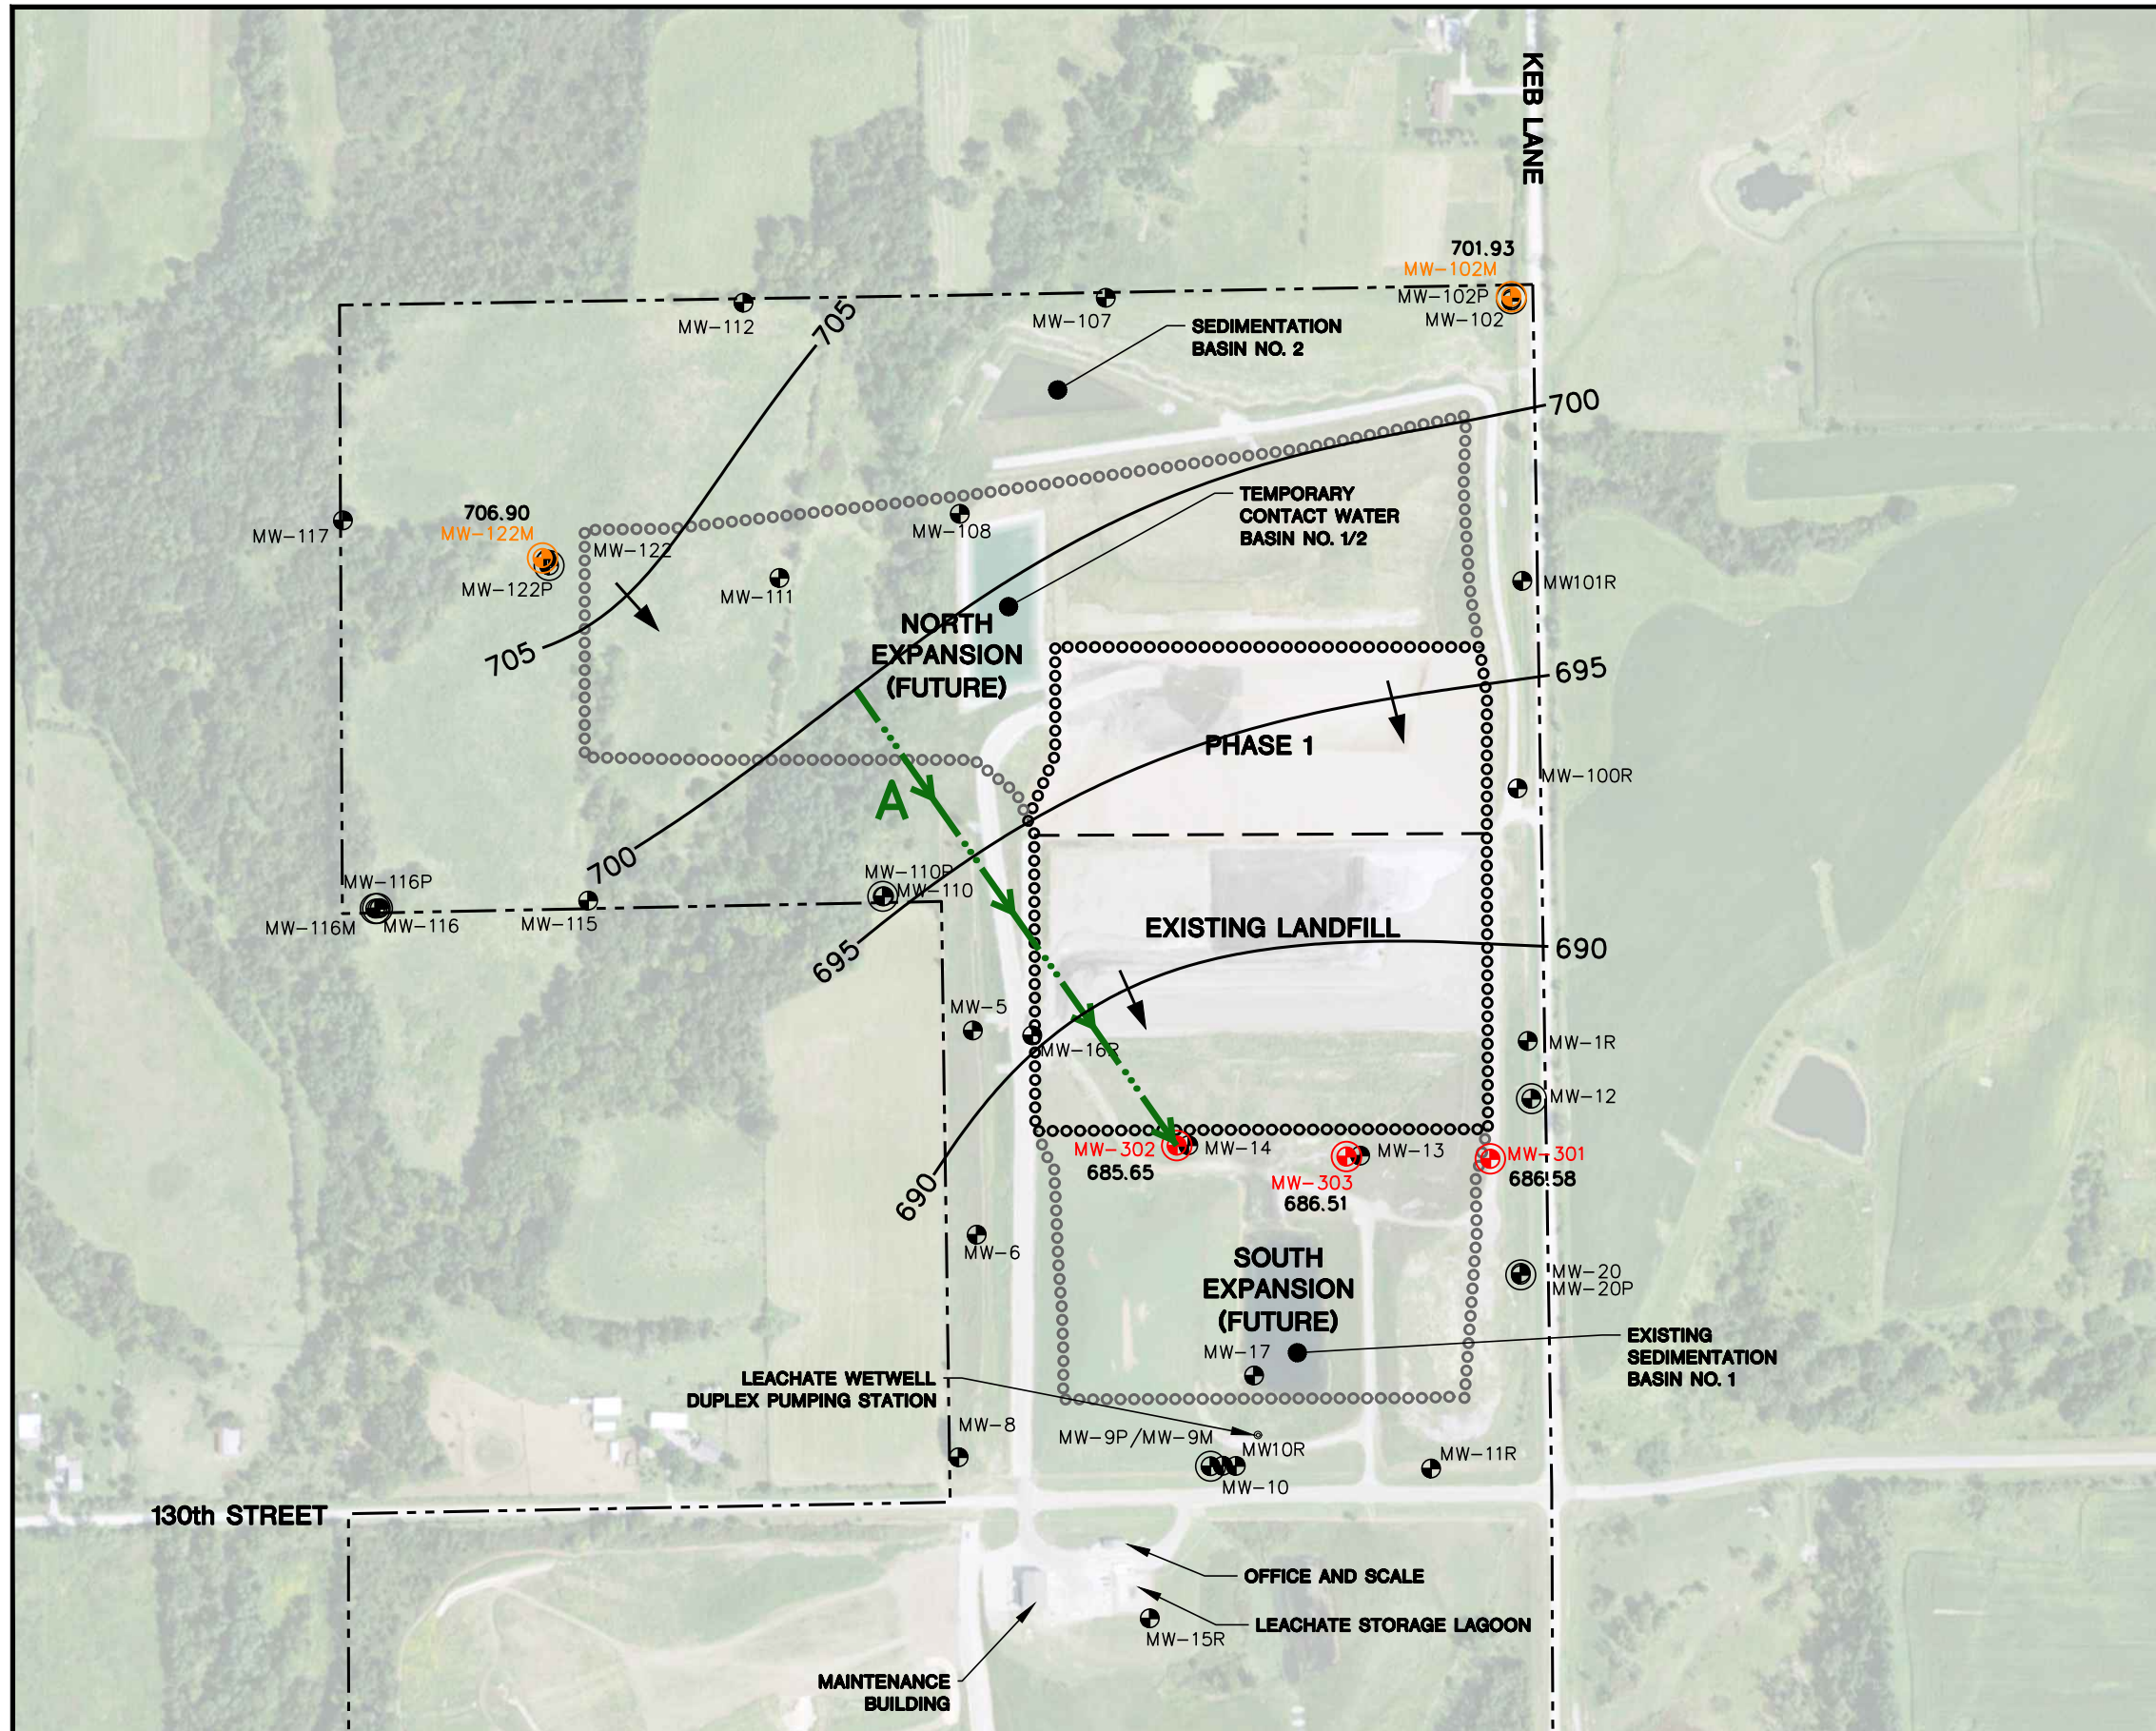 KEB LANE
701.93
MW-102M
MW-102P
MW-102
MW-112
705
MW-107
SEDIMENTATION
BASIN NO. 2
700
706.90
MW-122M
MW-117
MW-122
MW-122P
MW-108
MW-111
TEMPORARY
CONTACT WATER
BASIN NO. 1/2
MW101R
NORTH
EXPANSION
(FUTURE)
705
695
PHASE 1
A
MW-100R
700
MW-116P
MW-116M
MW-116
MW-115
MW-110P
MW-110
EXISTING LANDFILL
690
695
MW-5
MW-16R
MW-1R
MW-12
MW-302
685.65
MW-14
MW-13
MW-303
686.51
MW-301
686.58
690
MW-6
SOUTH
EXPANSION
(FUTURE)
MW-20
MW-20P
EXISTING
SEDIMENTATION
BASIN NO. 1
MW-17
LEACHATE WETWELL
DUPLEX PUMPING STATION
MW-8
MW-9P/MW-9M
MW10R
MW-10
MW-11R
130th STREET
OFFICE AND SCALE
LEACHATE STORAGE LAGOON
MW-15R
MAINTENANCE
BUILDING